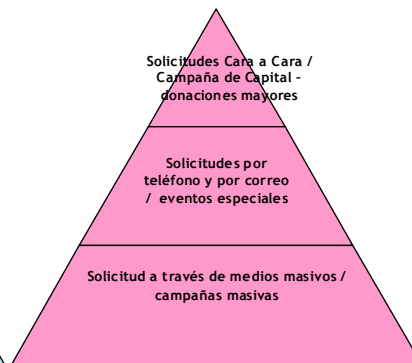 Solicitudes Cara a Cara /
Campaña de Capital –
donaciones mayores
Solicitudes por
teléfono y por correo
/ eventos especiales
Solicitud a través de medios masivos /
campañas masivas